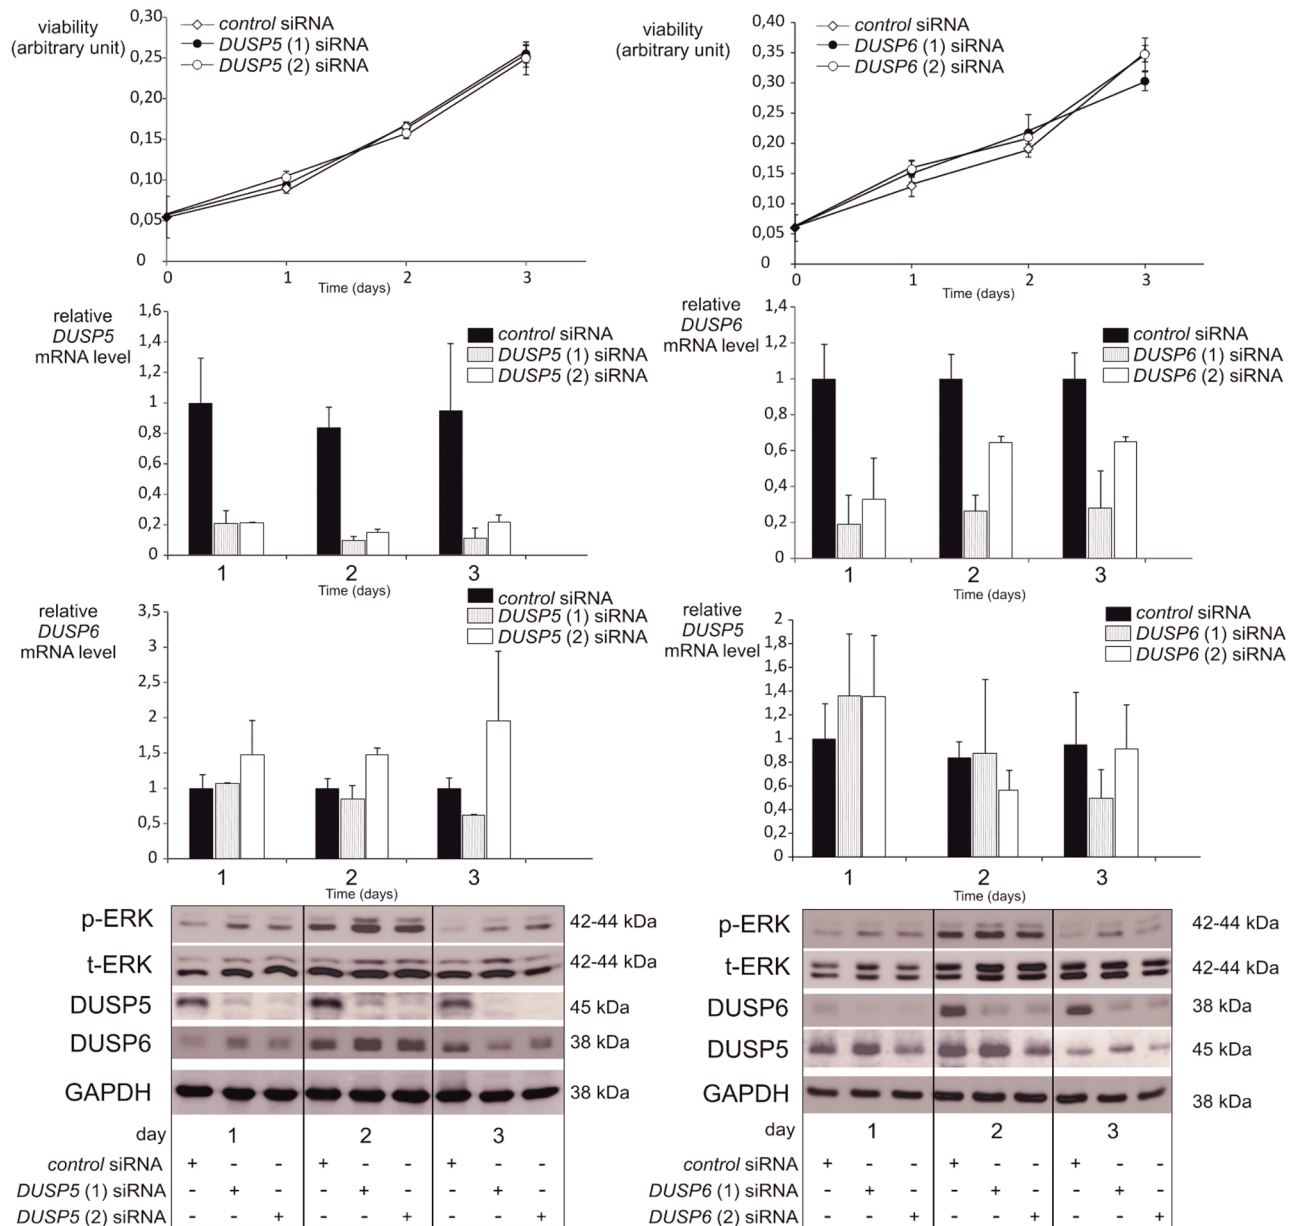 viability
(arbitrary unit)
control siRNA
DUSP5 (1) siRNA
DUSP5 (2) siRNA
0,30
0,25
0,20
0,15
0,10
0,05
0
0 1 2 3
Time (days)
viability
(arbitrary unit)
control siRNA
DUSP6 (1) siRNA
DUSP6 (2) siRNA
0,40
0,35
0,30
0,25
0,20
0,15
0,10
0,05
0
0 1 2 3
Time (days)
relative
DUSP5
mRNA level
control siRNA
DUSP5 (1) siRNA
DUSP5 (2) siRNA
1,6
1,4
1,2
1
0,8
0,6
0,4
0,2
0
1 2 3
Time (days)
relative
DUSP6
mRNA level
control siRNA
DUSP6 (1) siRNA
DUSP6 (2) siRNA
1,4
1,2
1
0,8
0,6
0,4
0,2
0
1 2 3
Time (days)
relative
DUSP6
mRNA level
control siRNA
DUSP5 (1) siRNA
DUSP5 (2) siRNA
3,5
3
2,5
2
1,5
1
0,5
0
1 2 3
Time (days)
relative
DUSP5
mRNA level
control siRNA
DUSP6 (1) siRNA
DUSP6 (2) siRNA
2
1,8
1,6
1,4
1,2
1
0,8
0,6
0,4
0,2
0
1 2 3
Time (days)
p-ERK 42-44 kDa
t-ERK 42-44 kDa
DUSP5 45 kDa
DUSP6 38 kDa
GAPDH 38 kDa
day 1 2 3
control siRNA + - - + - - + - -
DUSP5 (1) siRNA - + - - + - - + -
DUSP5 (2) siRNA - - + - - + - - +
p-ERK 42-44 kDa
t-ERK 42-44 kDa
DUSP6 38 kDa
DUSP5 45 kDa
GAPDH 38 kDa
day 1 2 3
control siRNA + - - + - - + - -
DUSP6 (1) siRNA - + - - + - - + -
DUSP6 (2) siRNA - - + - - + - - +